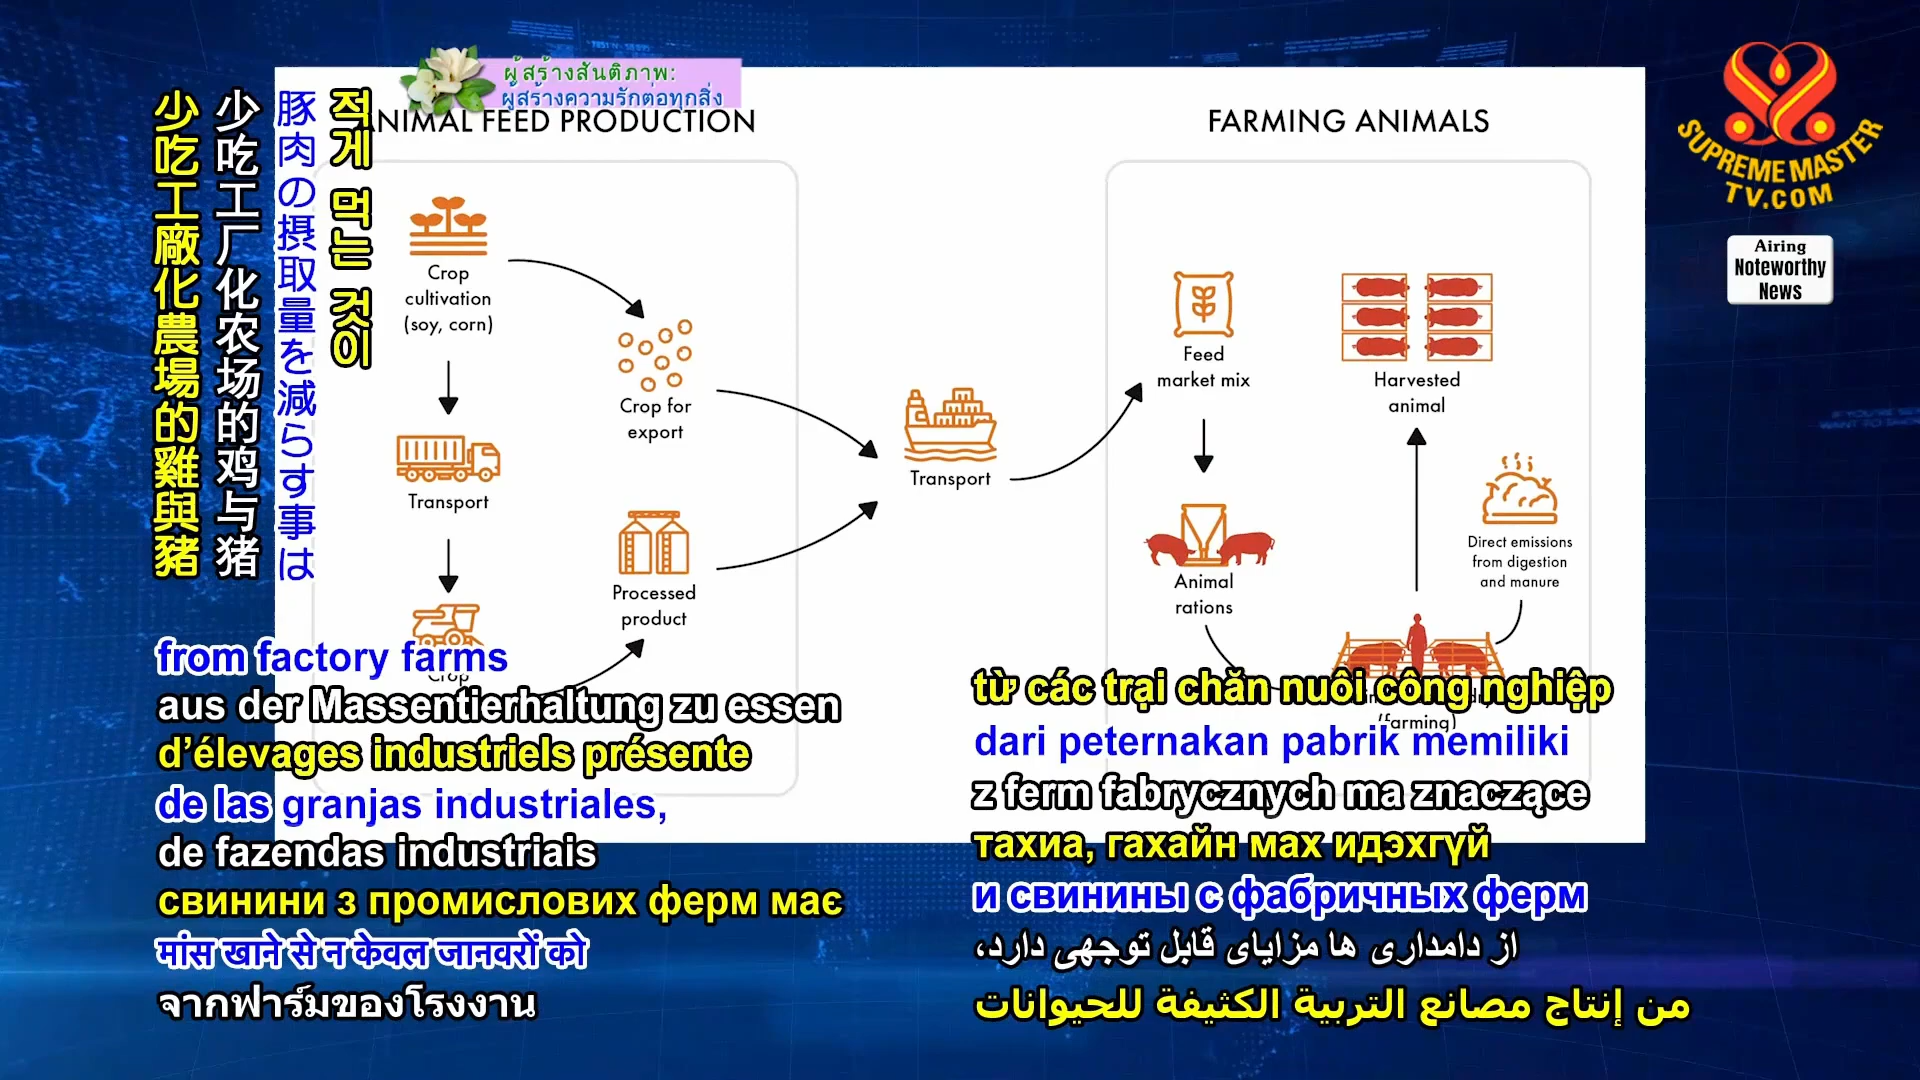 少吃工廠化農場的雞與豬
少吃工厂化农场的鸡与猪
豚肉の摂取量を減らす事は
적게 먹는 것이
ผู้สร้างสันติภาพ:
ผู้สร้างความรักต่อทุกสิ่ง
ANIMAL FEED PRODUCTION
Crop
cultivation
(soy, corn)
Transport
Crop
Crop for
export
Processed
product
Transport
FARMING ANIMALS
Feed
market mix
Animal
rations
Harvested
animal
Direct emissions
from digestion
and manure
(farming)
SUPREME MASTER
TV.COM
Airing
Noteworthy
News
from factory farms
aus der Massentierhaltung zu essen
d’élevages industriels présente
de las granjas industriales,
de fazendas industriais
свинини з промислових ферм має
मांस खाने से न केवल जानवरों को
จากฟาร์มของโรงงาน
từ các trại chăn nuôi công nghiệp
dari peternakan pabrik memiliki
z ferm fabrycznych ma znaczące
тахиа, гахайн мах идэхгүй
и свинины с фабричных ферм
از دامداری ها مزایای قابل توجهی دارد،
من إنتاج مصانع التربية الكثيفة للحيوانات